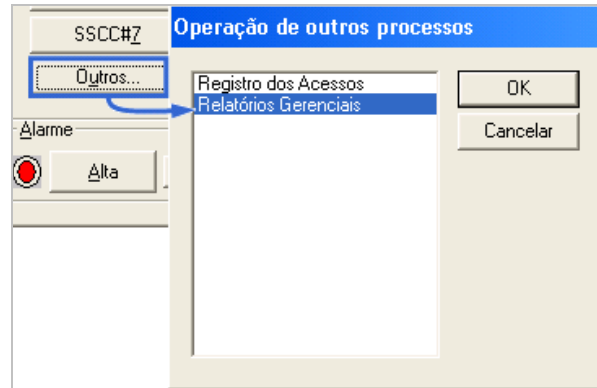 SSCC#7
Outros...
Alarme
Alta
Operação de outros processos
Registro dos Acessos
Relatórios Gerenciais
OK
Cancelar